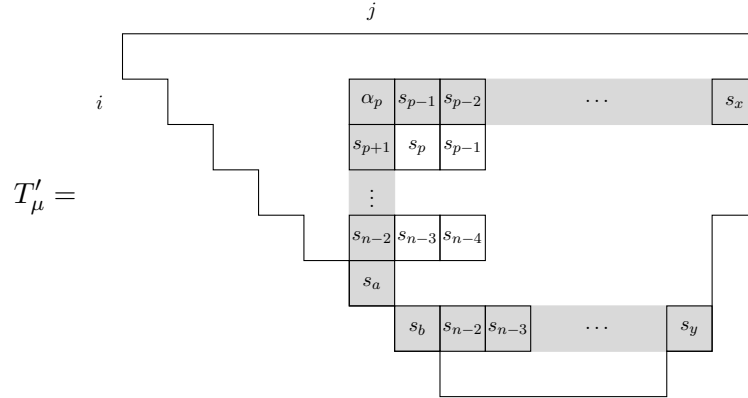 j
i
α_p s_{p−1} s_{p−2} ⋯ s_x
s_{p+1} s_p s_{p−1}
T′_μ =
⋮
s_{n−2} s_{n−3} s_{n−4}
s_a
s_b s_{n−2} s_{n−3} ⋯ s_y